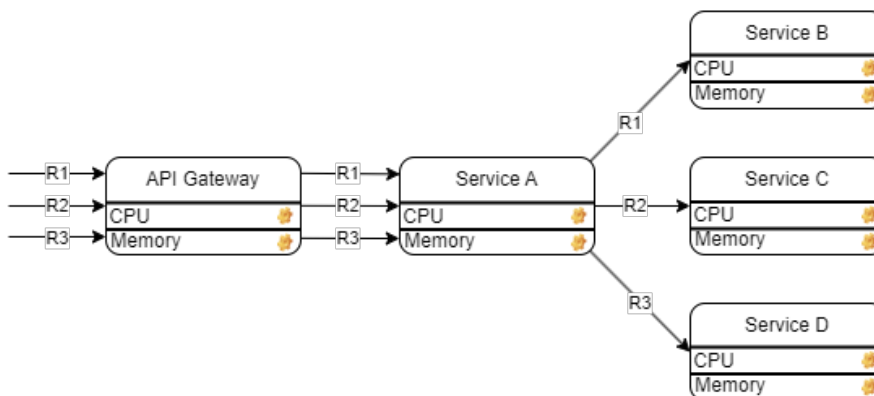 Service B
CPU
Memory
R1
R1
API Gateway
R1
Service A
Service C
R2
CPU
R2
CPU
R2
CPU
R3
Memory
R3
Memory
Memory
R3
Service D
CPU
Memory